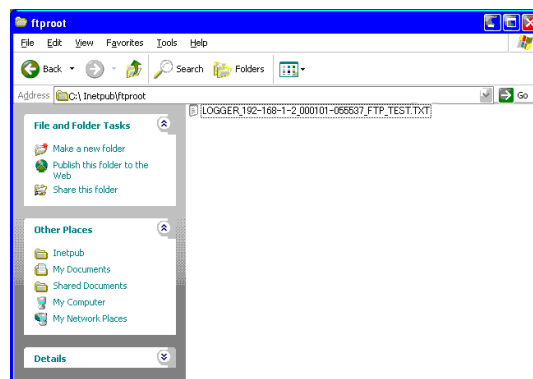 ftproot
File Edit View Favorites Tools Help
Back Search Folders
Address C:\ Inetpub\ftproot Go
LOGGER_192-168-1-2_000101-055537_FTP_TEST.TXT
File and Folder Tasks
Make a new folder
Publish this folder to the
Web
Share this folder
Other Places
Inetpub
My Documents
Shared Documents
My Computer
My Network Places
Details